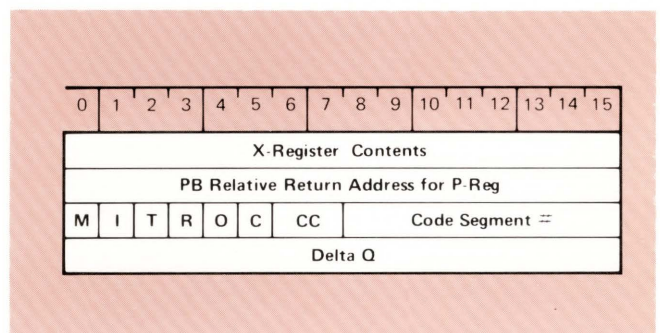 0 1 2 3 4 5 6 7 8 9 10 11 12 13 14 15
X-Register Contents
PB Relative Return Address for P-Reg
M I T R O C CC Code Segment #
Delta Q